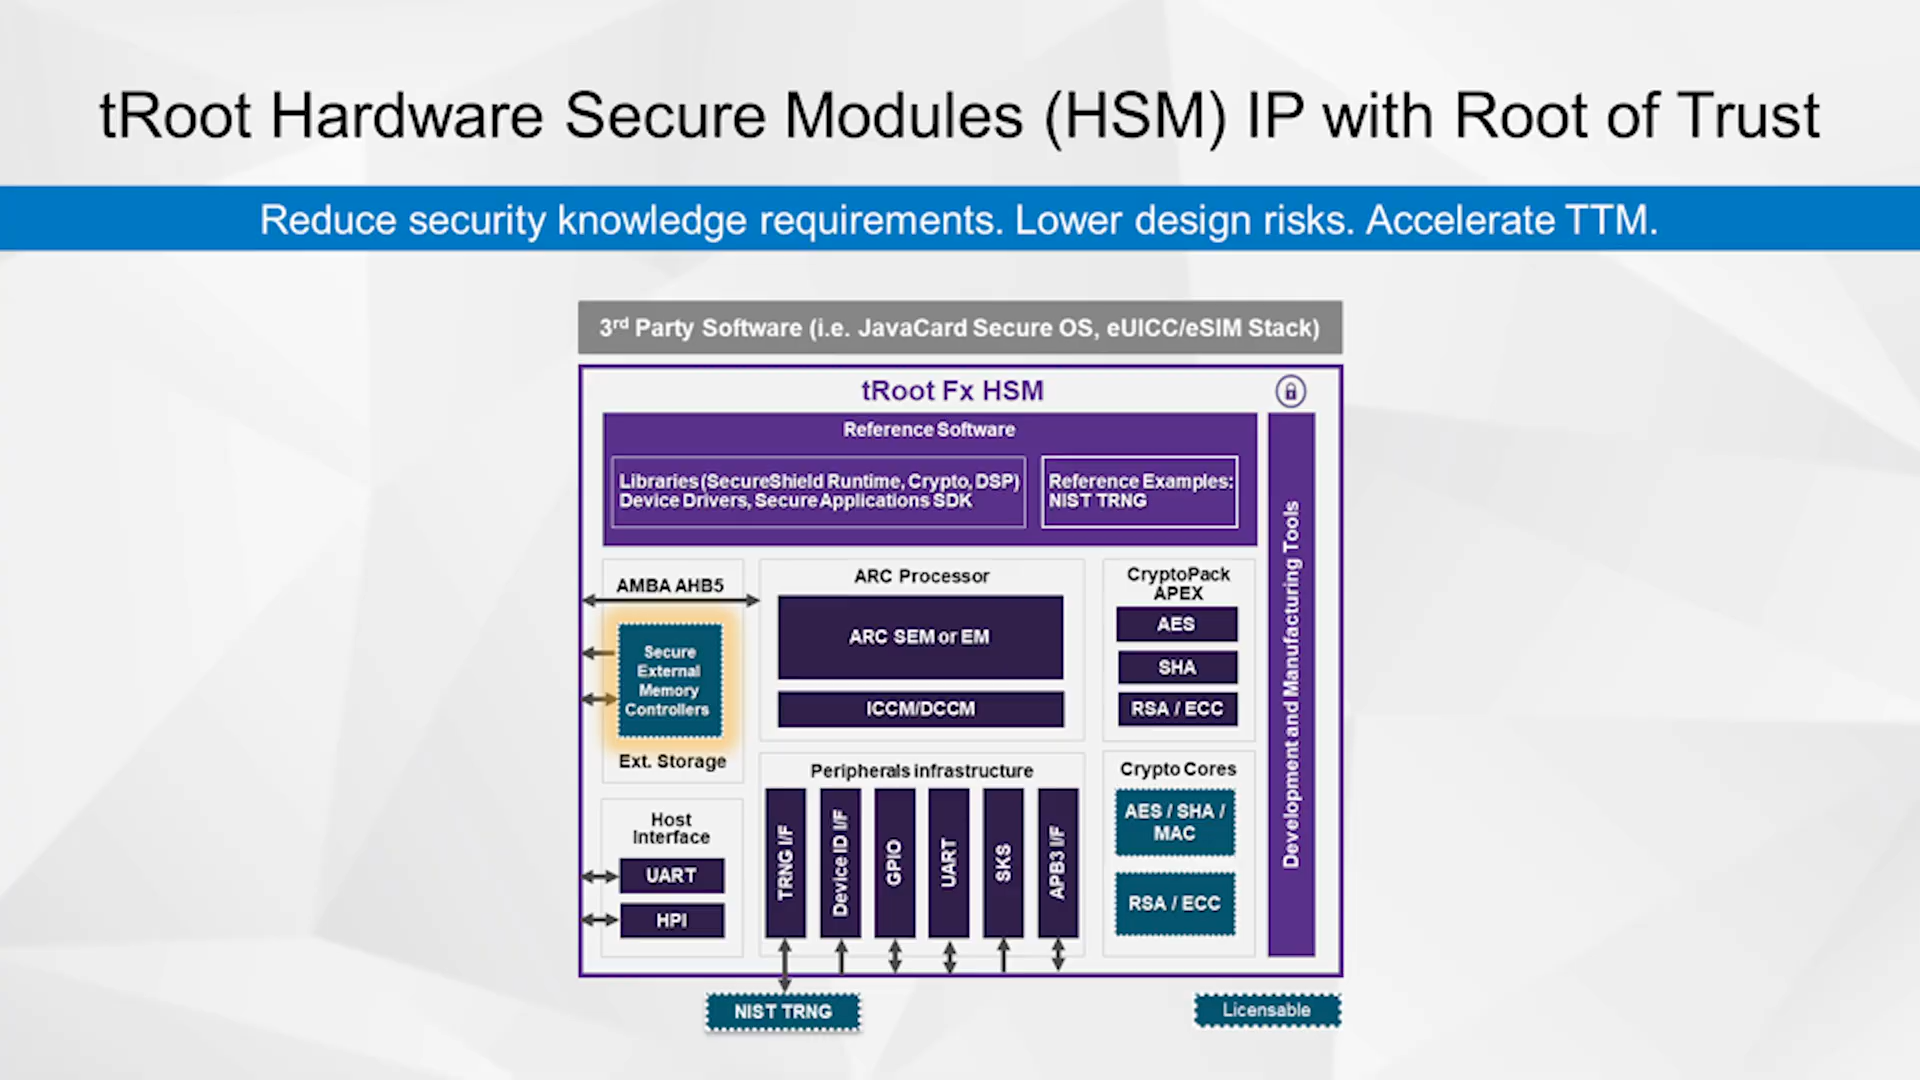 tRoot Hardware Secure Modules (HSM) IP with Root of Trust
Reduce security knowledge requirements. Lower design risks. Accelerate TTM.
3rd Party Software (i.e. JavaCard Secure OS, eUICC/eSIM Stack)
tRoot Fx HSM
Reference Software
Libraries (SecureShield Runtime, Crypto, DSP)
Device Drivers, Secure Applications SDK
Reference Examples:
NIST TRNG
Development and Manufacturing Tools
AMBA AHB5
Secure
External
Memory
Controllers
Ext. Storage
ARC Processor
ARC SEM or EM
ICCM/DCCM
CryptoPack
APEX
AES
SHA
RSA / ECC
Host
Interface
UART
HPI
Peripherals infrastructure
TRNG I/F
Device ID I/F
GPIO
UART
SKS
APB3 I/F
Crypto Cores
AES / SHA /
MAC
RSA / ECC
NIST TRNG
Licensable